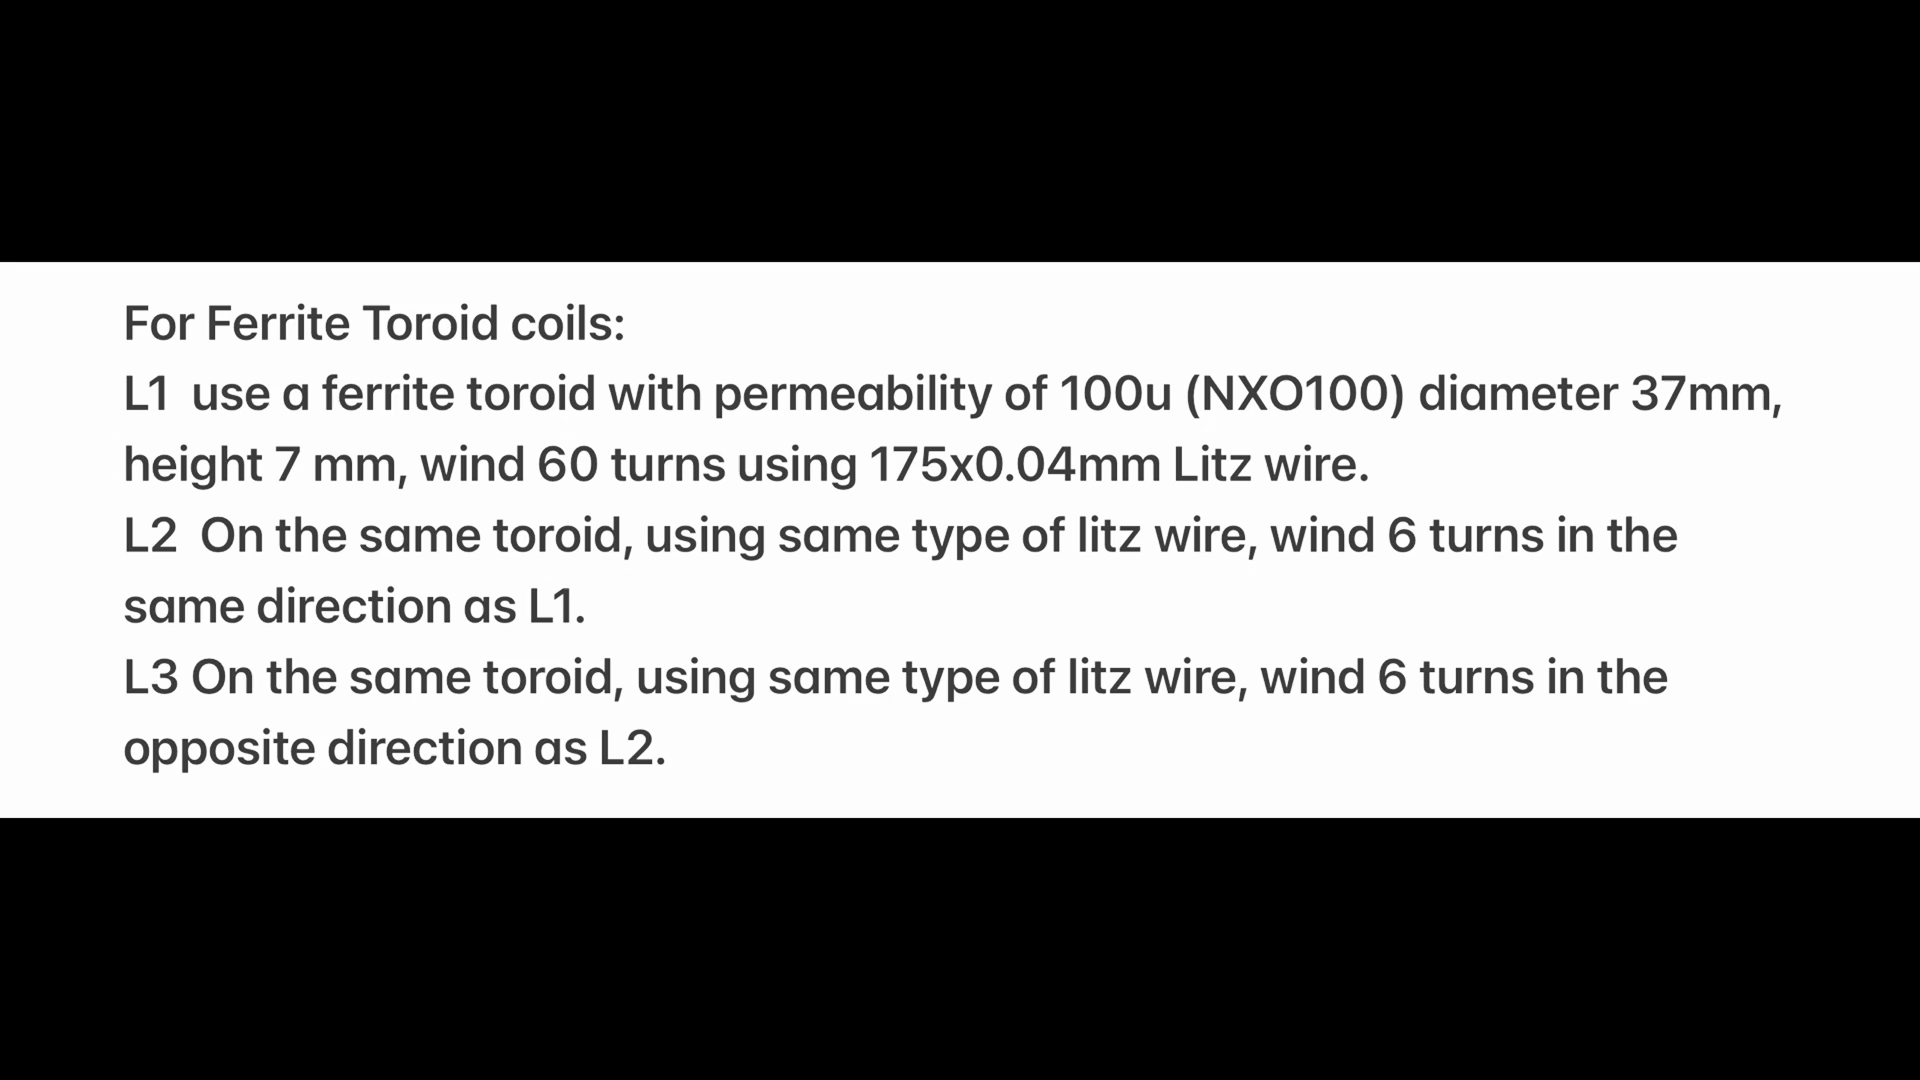 For Ferrite Toroid coils:
L1  use a ferrite toroid with permeability of 100u (NXO100) diameter 37mm,
height 7 mm, wind 60 turns using 175x0.04mm Litz wire.
L2  On the same toroid, using same type of litz wire, wind 6 turns in the
same direction as L1.
L3 On the same toroid, using same type of litz wire, wind 6 turns in the
opposite direction as L2.